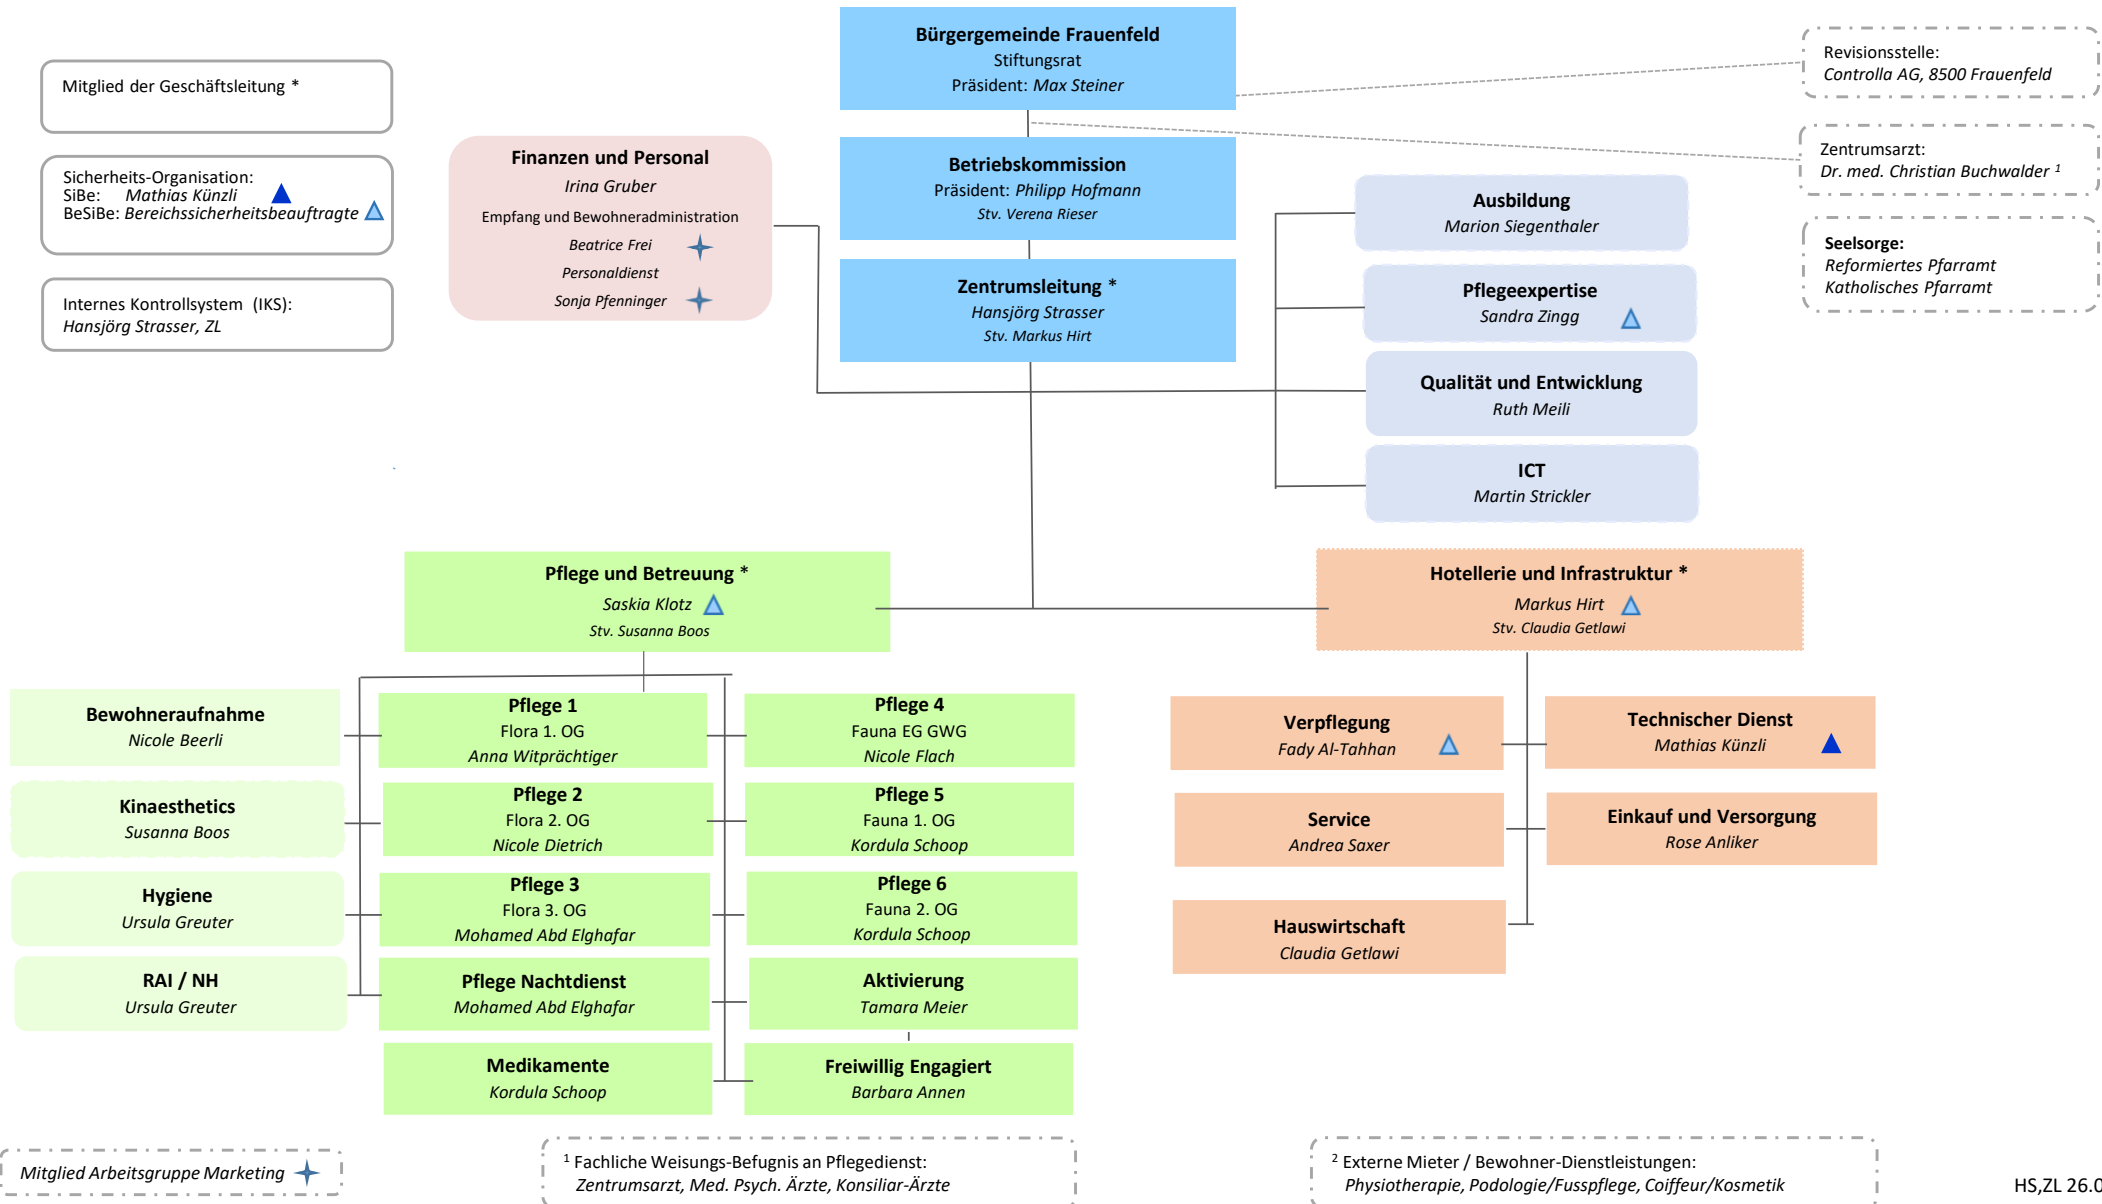 Bürgergemeinde Frauenfeld
Stiftungsrat
Präsident: Max Steiner
Revisionsstelle:
Controlla AG, 8500 Frauenfeld
Mitglied der Geschäftsleitung *
Zentrumsarzt:
Dr. med. Christian Buchwalder 1
Sicherheits-Organisation:
SiBe: Mathias Künzli
BeSiBe: Bereichssicherheitsbeauftragte
Finanzen und Personal
Irina Gruber
Empfang und Bewohneradministration
Beatrice Frei
Personaldienst
Sonja Pfenninger
Betriebskommission
Präsident: Philipp Hofmann
Stv. Verena Rieser
Ausbildung
Marion Siegenthaler
Seelsorge:
Reformiertes Pfarramt
Katholisches Pfarramt
Internes Kontrollsystem (IKS):
Hansjörg Strasser, ZL
Zentrumsleitung *
Hansjörg Strasser
Stv. Markus Hirt
Pflegeexpertise
Sandra Zingg
Qualität und Entwicklung
Ruth Meili
ICT
Martin Strickler
Pflege und Betreuung *
Saskia Klotz
Stv. Susanna Boos
Hotellerie und Infrastruktur *
Markus Hirt
Stv. Claudia Getlawi
Bewohneraufnahme
Nicole Beerli
Pflege 1
Flora 1. OG
Anna Witprächtiger
Pflege 4
Fauna EG GWG
Nicole Flach
Verpflegung
Fady Al-Tahhan
Technischer Dienst
Mathias Künzli
Kinaesthetics
Susanna Boos
Pflege 2
Flora 2. OG
Nicole Dietrich
Pflege 5
Fauna 1. OG
Kordula Schoop
Service
Andrea Saxer
Einkauf und Versorgung
Rose Anliker
Hygiene
Ursula Greuter
Pflege 3
Flora 3. OG
Mohamed Abd Elghafar
Pflege 6
Fauna 2. OG
Kordula Schoop
Hauswirtschaft
Claudia Getlawi
RAI / NH
Ursula Greuter
Pflege Nachtdienst
Mohamed Abd Elghafar
Aktivierung
Tamara Meier
Medikamente
Kordula Schoop
Freiwillig Engagiert
Barbara Annen
Mitglied Arbeitsgruppe Marketing
1 Fachliche Weisungs-Befugnis an Pflegedienst:
Zentrumsarzt, Med. Psych. Ärzte, Konsiliar-Ärzte
2 Externe Mieter / Bewohner-Dienstleistungen:
Physiotherapie, Podologie/Fusspflege, Coiffeur/Kosmetik
HS,ZL 26.0